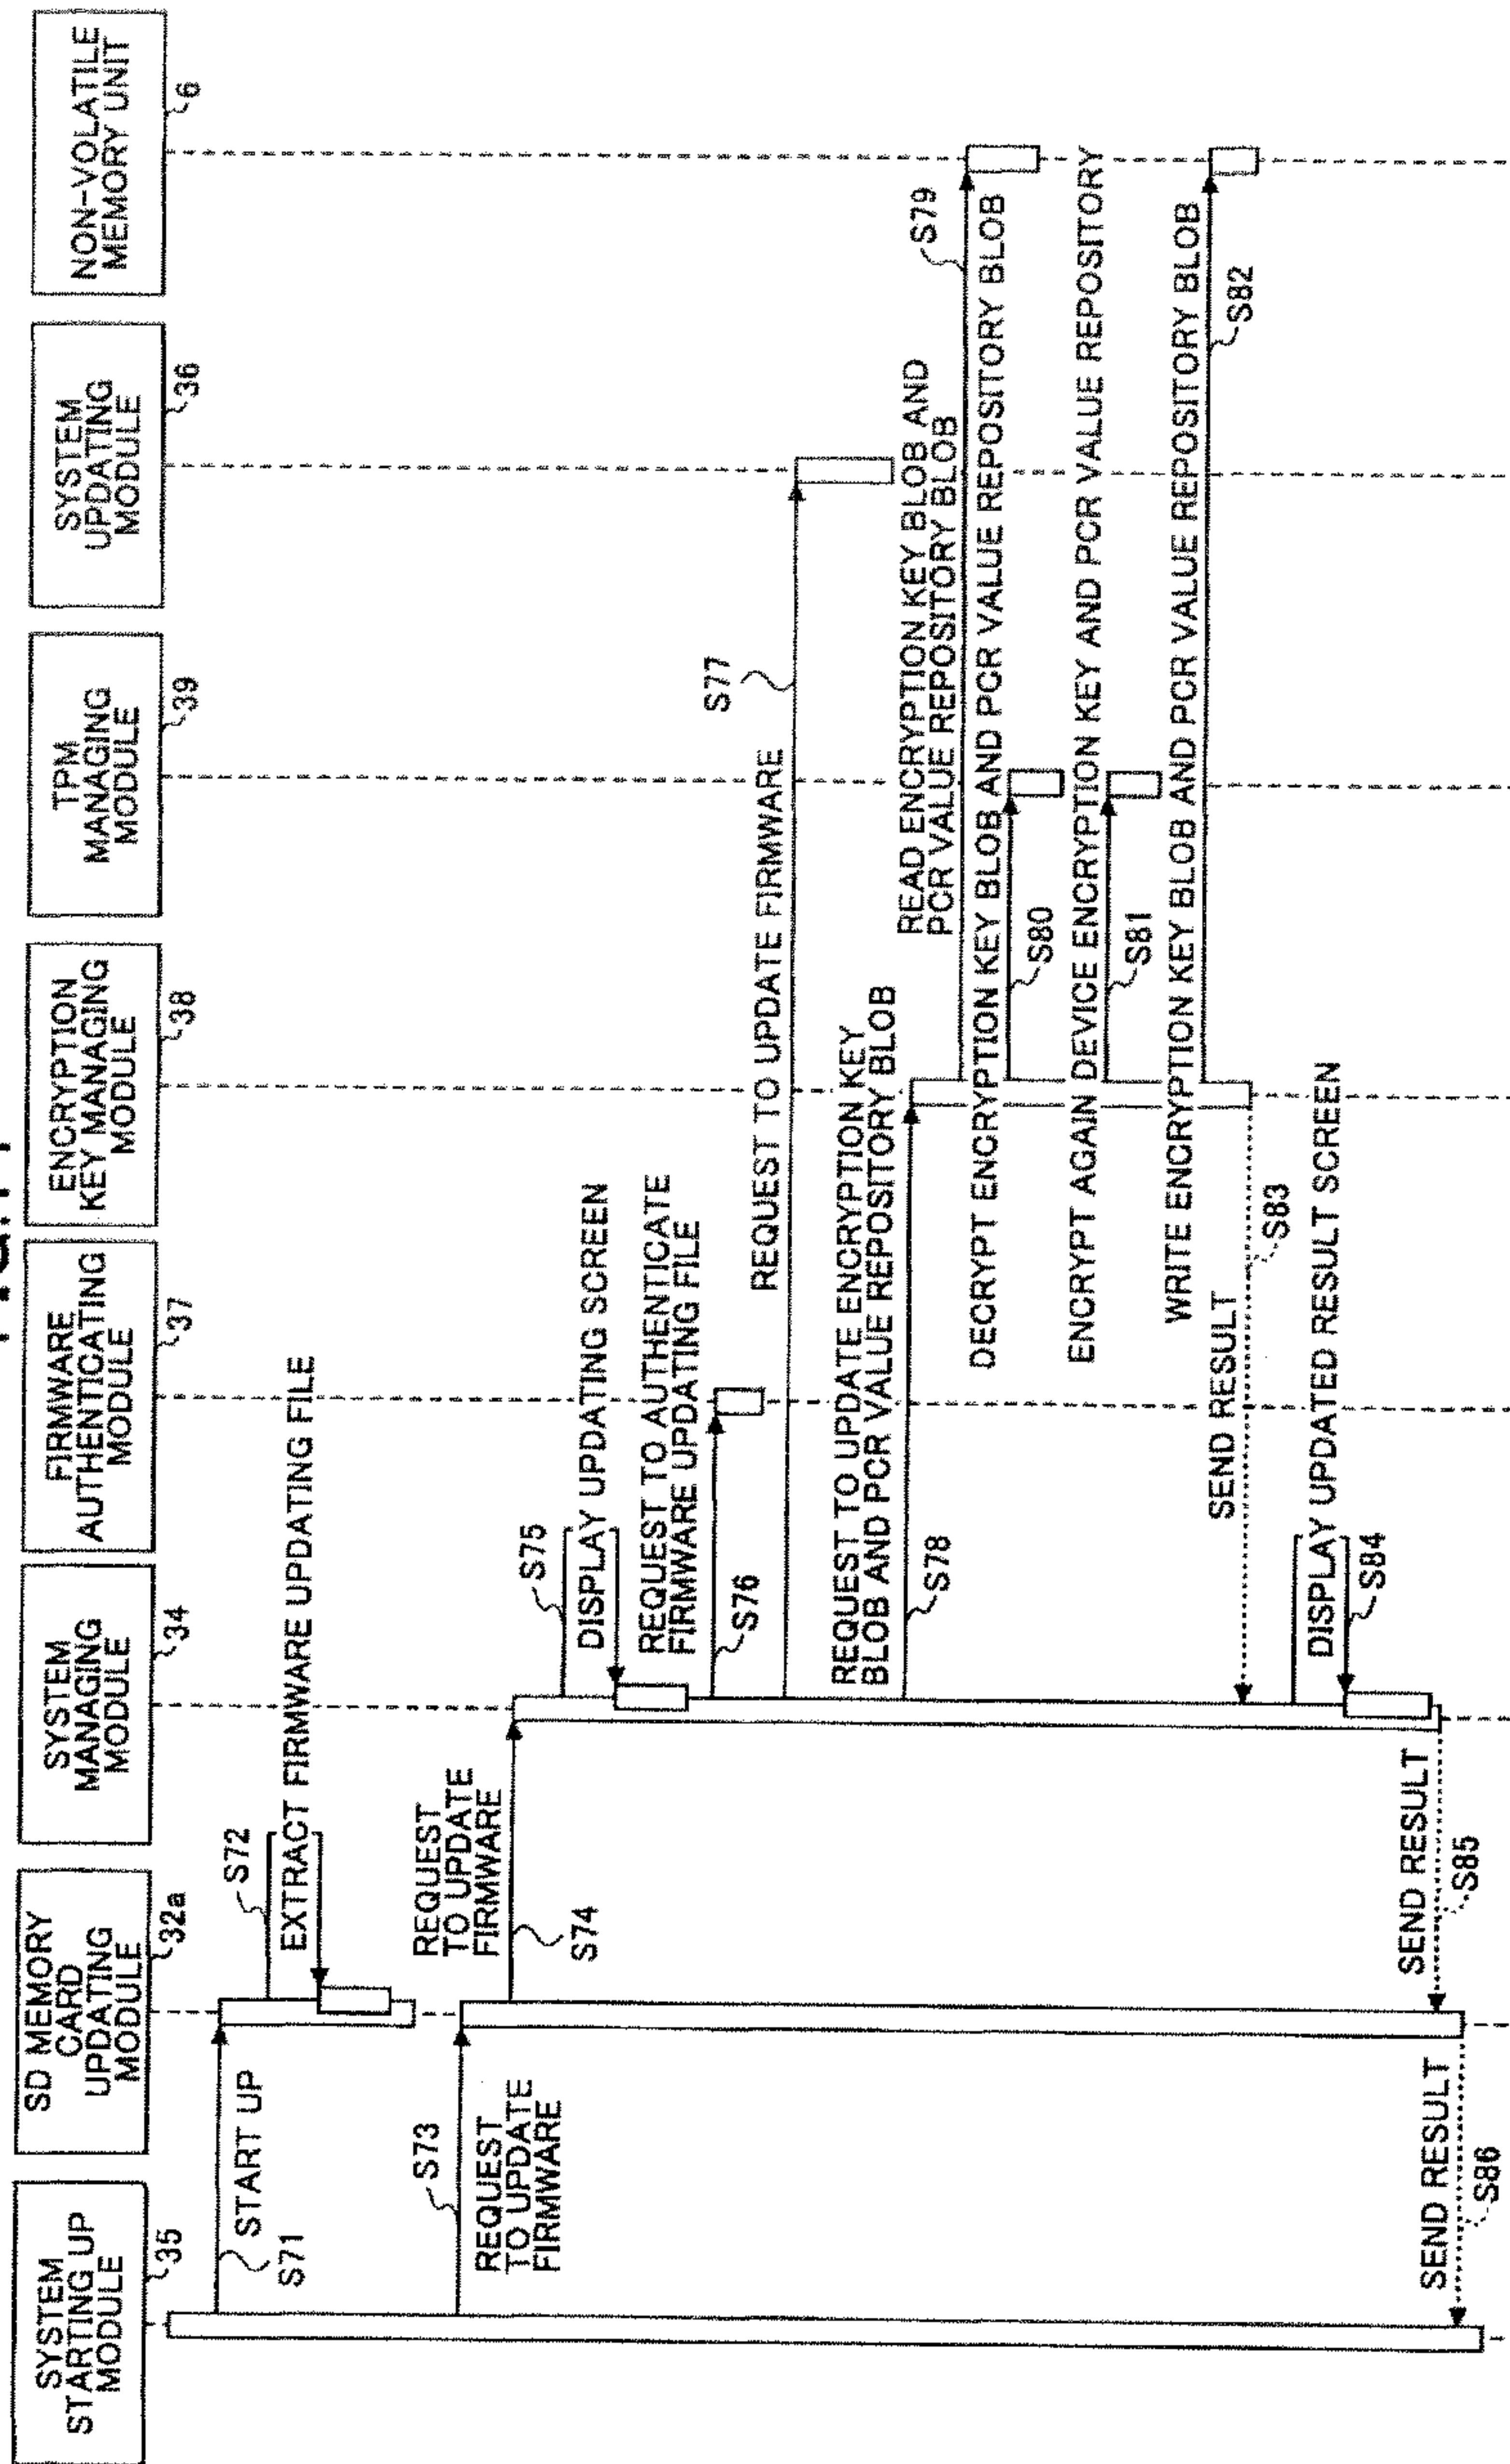 SYSTEM
STARTING UP
MODULE
35
SD MEMORY
CARD
UPDATING
MODULE
32a
SYSTEM
MANAGING
MODULE
34
FIRMWARE
AUTHENTICATING
MODULE
37
ENCRYPTION
KEY MANAGING
MODULE
38
TPM
MANAGING
MODULE
39
SYSTEM
UPDATING
MODULE
36
NON-VOLATILE
MEMORY UNIT
6
START UP
S71
S72
EXTRACT FIRMWARE UPDATING FILE
S73
REQUEST
TO UPDATE
FIRMWARE
REQUEST
TO UPDATE
FIRMWARE
S74
S75
DISPLAY UPDATING SCREEN
REQUEST TO AUTHENTICATE
FIRMWARE UPDATING FILE
S76
S77
REQUEST TO UPDATE FIRMWARE
REQUEST TO UPDATE ENCRYPTION KEY
BLOB AND PCR VALUE REPOSITORY BLOB
S78
READ ENCRYPTION KEY BLOB AND
PCR VALUE REPOSITORY BLOB
S79
DECRYPT ENCRYPTION KEY BLOB AND PCR VALUE REPOSITORY BLOB
S80
ENCRYPT AGAIN DEVICE ENCRYPTION KEY AND PCR VALUE REPOSITORY
S81
WRITE ENCRYPTION KEY BLOB AND PCR VALUE REPOSITORY BLOB
S82
SEND RESULT
S83
DISPLAY UPDATED RESULT SCREEN
S84
SEND RESULT
S85
SEND RESULT
S86